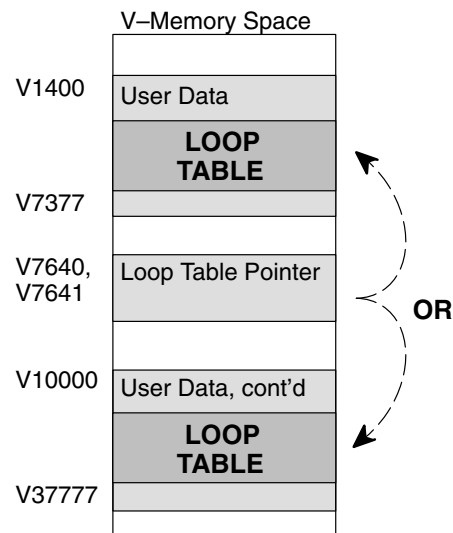 V–Memory Space
V1400
User Data
LOOP
TABLE
V7377
V7640,
V7641
Loop Table Pointer
OR
V10000
User Data, cont'd
LOOP
TABLE
V37777